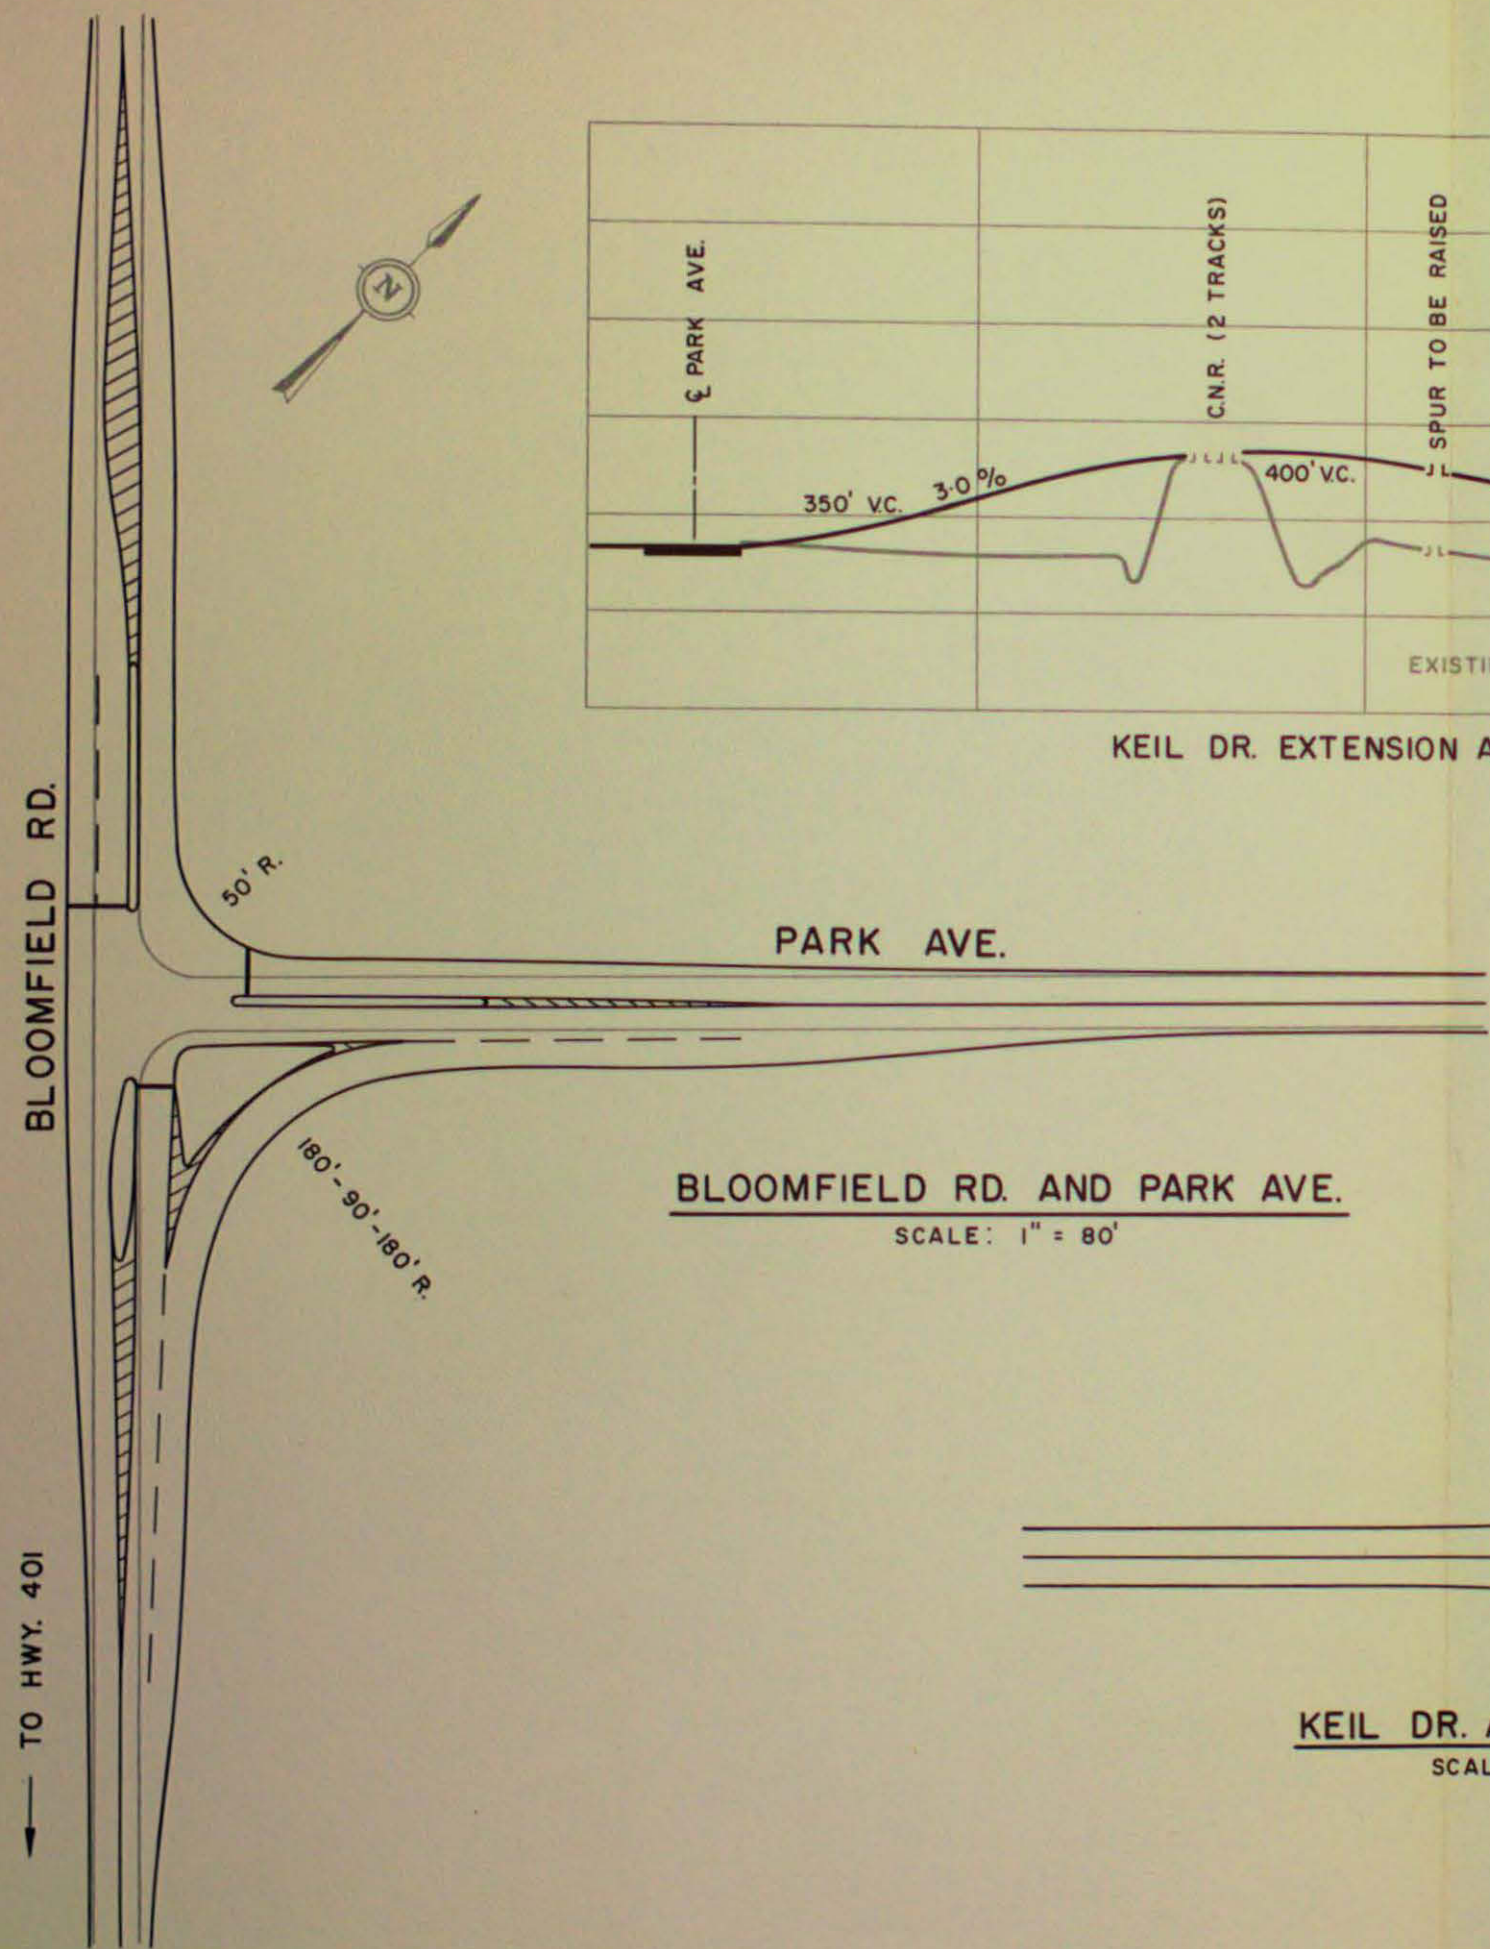 N
℄ PARK AVE.
C.N.R. (2 TRACKS)
SPUR TO BE RAISED
350' V.C.
3.0%
400' V.C.
KEIL DR. EXTENSION
BLOOMFIELD RD.
50' R.
PARK AVE.
180'-90'-180' R.
BLOOMFIELD RD. AND PARK AVE.
SCALE: 1" = 80'
TO HWY. 401
KEIL DR.